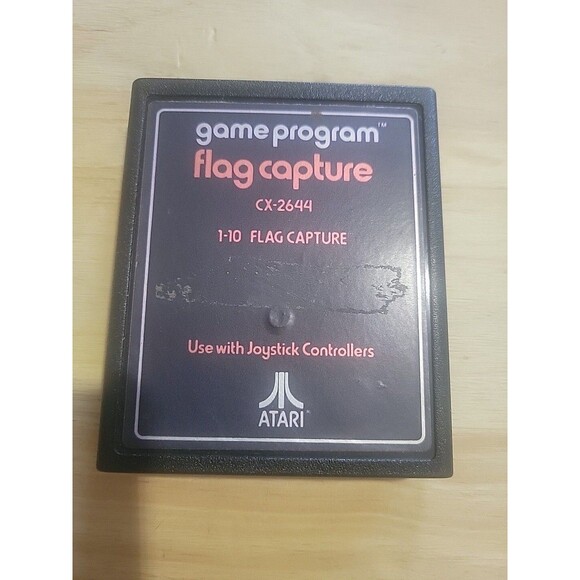 game program™
flag capture
CX-2644
1-10 FLAG CAPTURE
Use with Joystick Controllers
ATARI®